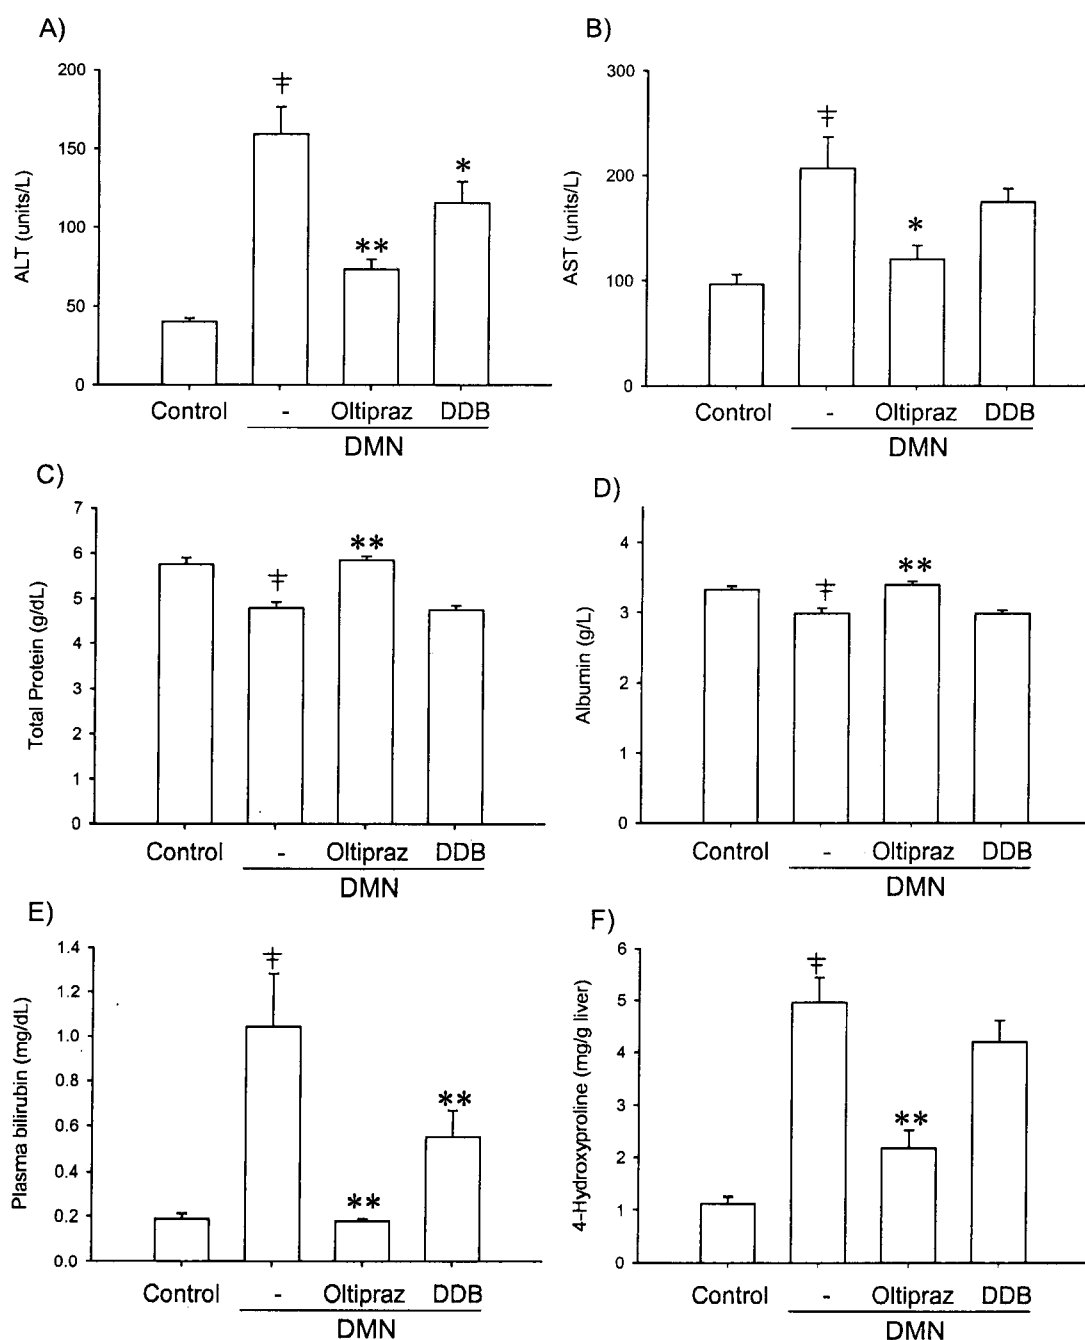 A)
ALT (units/L)
200
150
100
50
0
‡
**
*
Control - Oltipraz DDB
DMN
B)
AST (units/L)
300
200
100
0
‡
*
Control - Oltipraz DDB
DMN
C)
Total Protein (g/dL)
7
6
5
4
3
2
1
0
‡
**
Control - Oltipraz DDB
DMN
D)
Albumin (g/L)
4
3
2
1
0
‡
**
Control - Oltipraz DDB
DMN
E)
Plasma bilirubin (mg/dL)
1.4
1.2
1.0
0.8
0.6
0.4
0.2
0.0
‡
**
**
Control - Oltipraz DDB
DMN
F)
4-Hydroxyproline (mg/g liver)
6
5
4
3
2
1
0
‡
**
Control - Oltipraz DDB
DMN